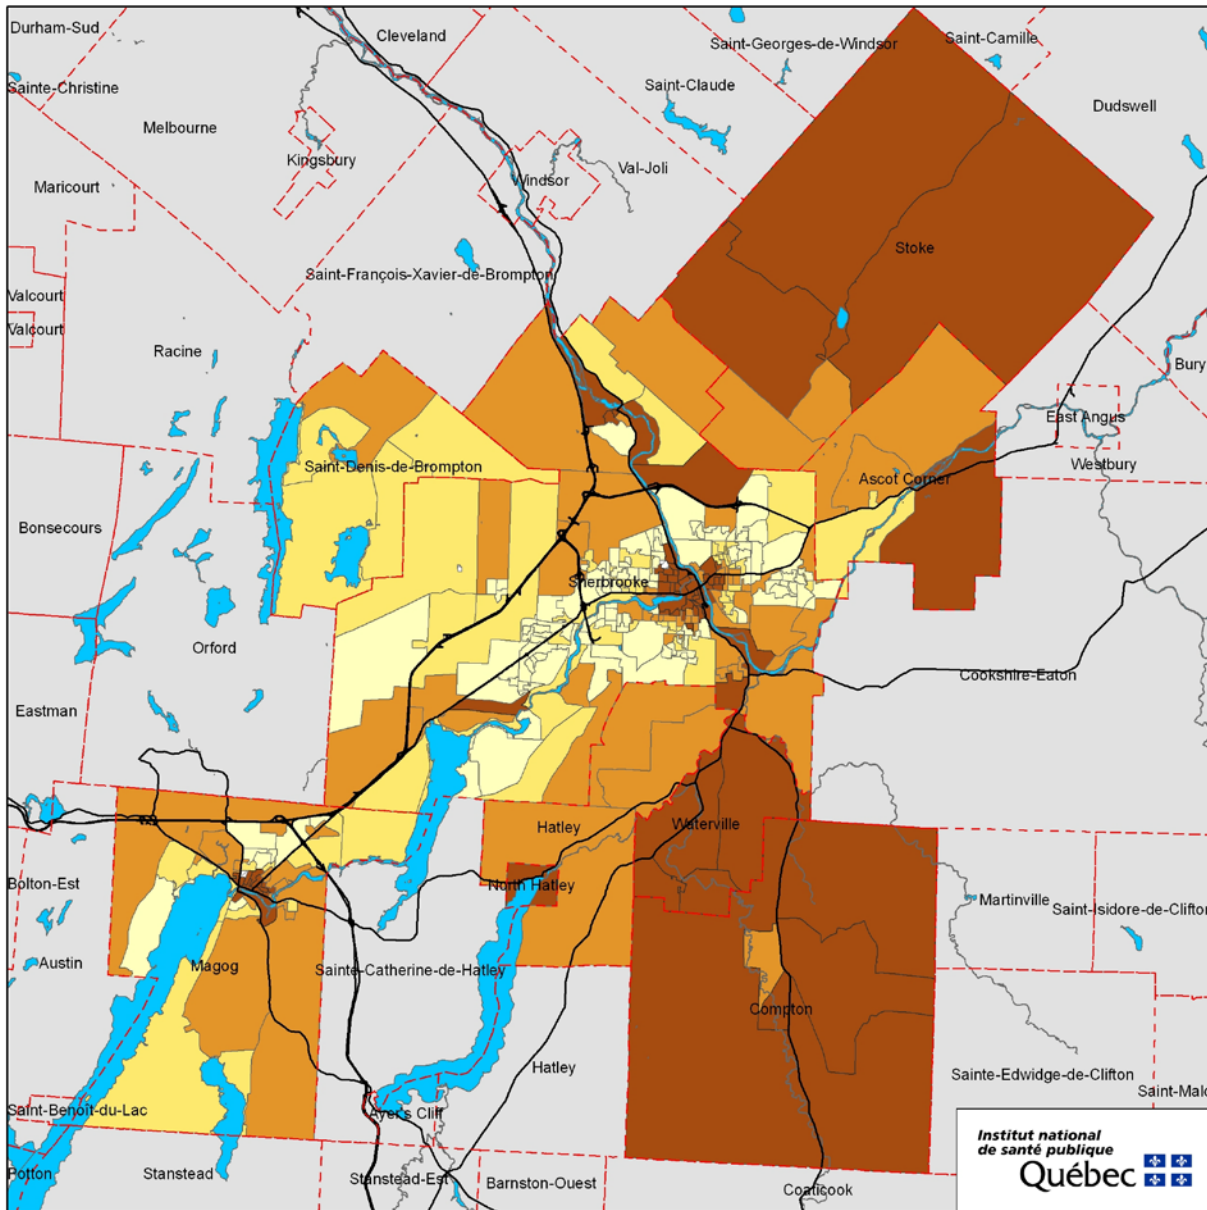 Durham-Sud
Cleveland
Saint-Georges-de-Windsor
Saint-Camille
Sainte-Christine
Saint-Claude
Dudswell
Melbourne
Kingsbury
Val-Joli
Windsor
Maricourt
Stoke
Saint-François-Xavier-de-Brompton
Valcourt
Valcourt
Racine
Bury
East Angus
Saint-Denis-de-Brompton
Westbury
Ascot Corner
Bonsecours
Sherbrooke
Orford
Cookshire-Eaton
Eastman
Hatley
Waterville
Bolton-Est
North Hatley
Martinville
Saint-Isidore-de-Clifton
Austin
Magog
Sainte-Catherine-de-Hatley
Compton
Hatley
Sainte-Edwidge-de-Clifton
Saint-Malo
Saint-Benoît-du-Lac
Ayer's Cliff
Potton
Stanstead
Stanstead-Est
Barnston-Ouest
Coaticook
Institut national
de santé publique
Québec